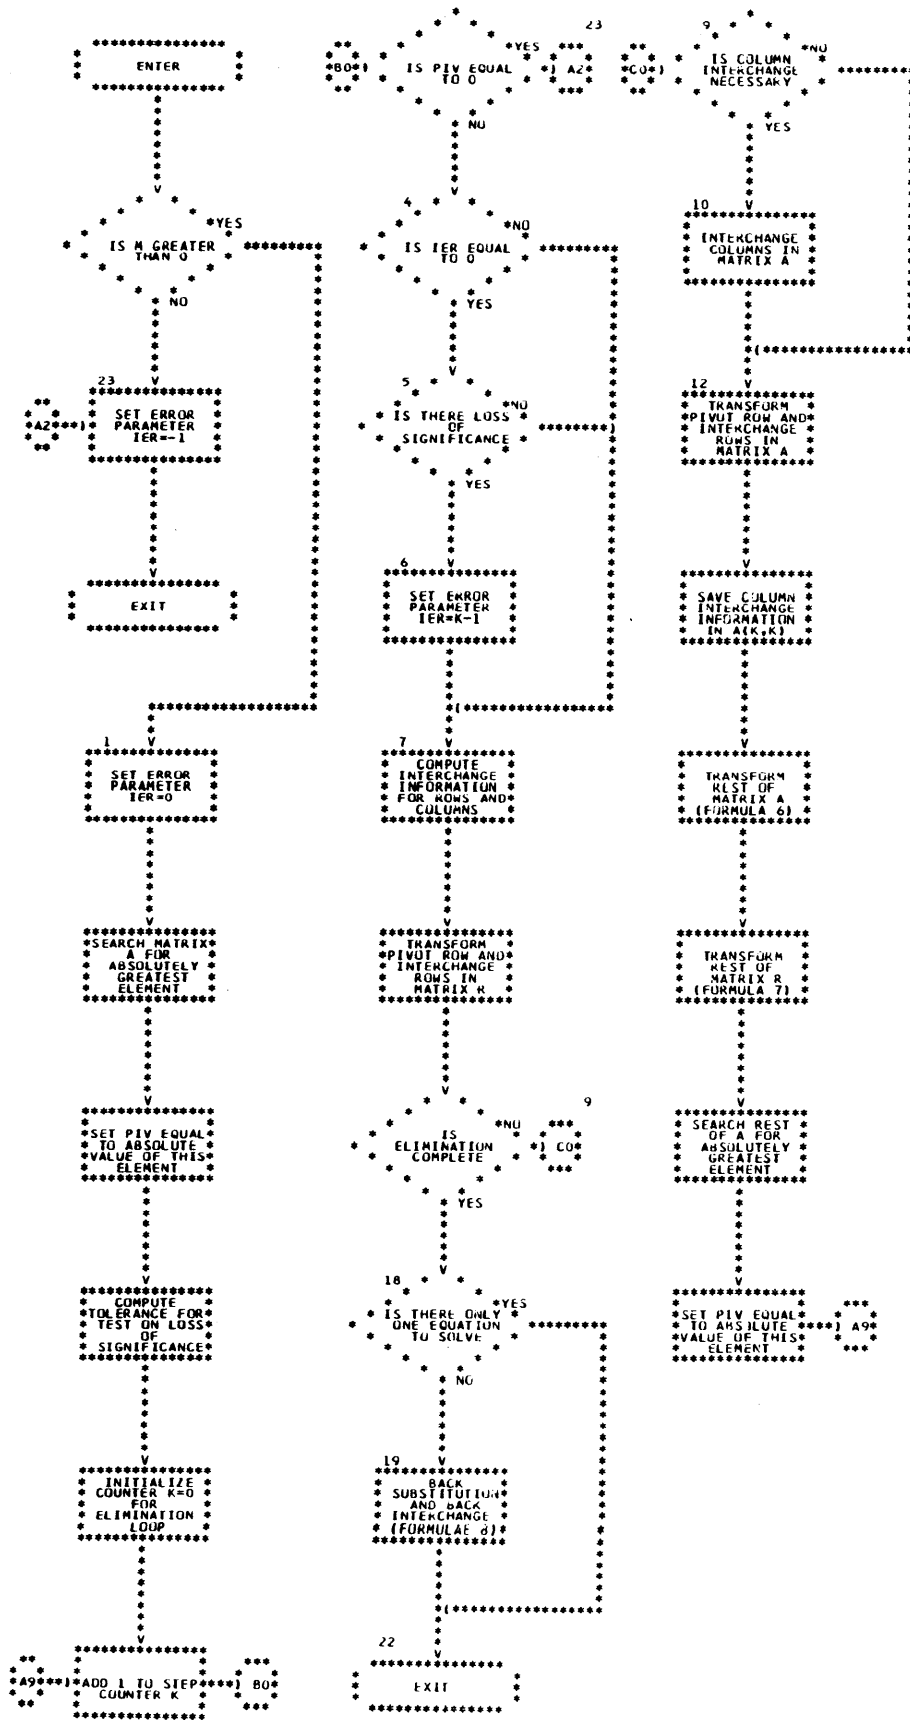 ENTER
IS M GREATER
THAN 0
YES
NO
23
A2
SET ERROR
PARAMETER
IER=-1
EXIT
1
SET ERROR
PARAMETER
IER=0
SEARCH MATRIX
A FOR
ABSOLUTELY
GREATEST
ELEMENT
SET PIV EQUAL
TO ABSOLUTE
VALUE OF THIS
ELEMENT
COMPUTE
TOLERANCE FOR
TEST ON LOSS
OF
SIGNIFICANCE
INITIALIZE
COUNTER K=0
FOR
ELIMINATION
LOOP
A9
ADD 1 TO STEP
COUNTER K
B0
B0
IS PIV EQUAL
TO 0
YES
23
A2
NO
4
IS IER EQUAL
TO 0
NO
YES
5
IS THERE LOSS
OF
SIGNIFICANCE
NO
YES
6
SET ERROR
PARAMETER
IER=K-1
7
COMPUTE
INTERCHANGE
INFORMATION
FOR ROWS AND
COLUMNS
TRANSFORM
PIVOT ROW AND
INTERCHANGE
ROWS IN
MATRIX R
IS
ELIMINATION
COMPLETE
NO
9
C0
YES
18
IS THERE ONLY
ONE EQUATION
TO SOLVE
YES
NO
19
BACK
SUBSTITUTION
AND BACK
INTERCHANGE
(FORMULAE 8)
22
EXIT
C0
9
IS COLUMN
INTERCHANGE
NECESSARY
NO
YES
10
INTERCHANGE
COLUMNS IN
MATRIX A
12
TRANSFORM
PIVOT ROW AND
INTERCHANGE
ROWS IN
MATRIX A
SAVE COLUMN
INTERCHANGE
INFORMATION
IN A(K,K)
TRANSFORM
REST OF
MATRIX A
(FORMULA 6)
TRANSFORM
REST OF
MATRIX R
(FORMULA 7)
SEARCH REST
OF A FOR
ABSOLUTELY
GREATEST
ELEMENT
SET PIV EQUAL
TO ABSOLUTE
VALUE OF THIS
ELEMENT
A9